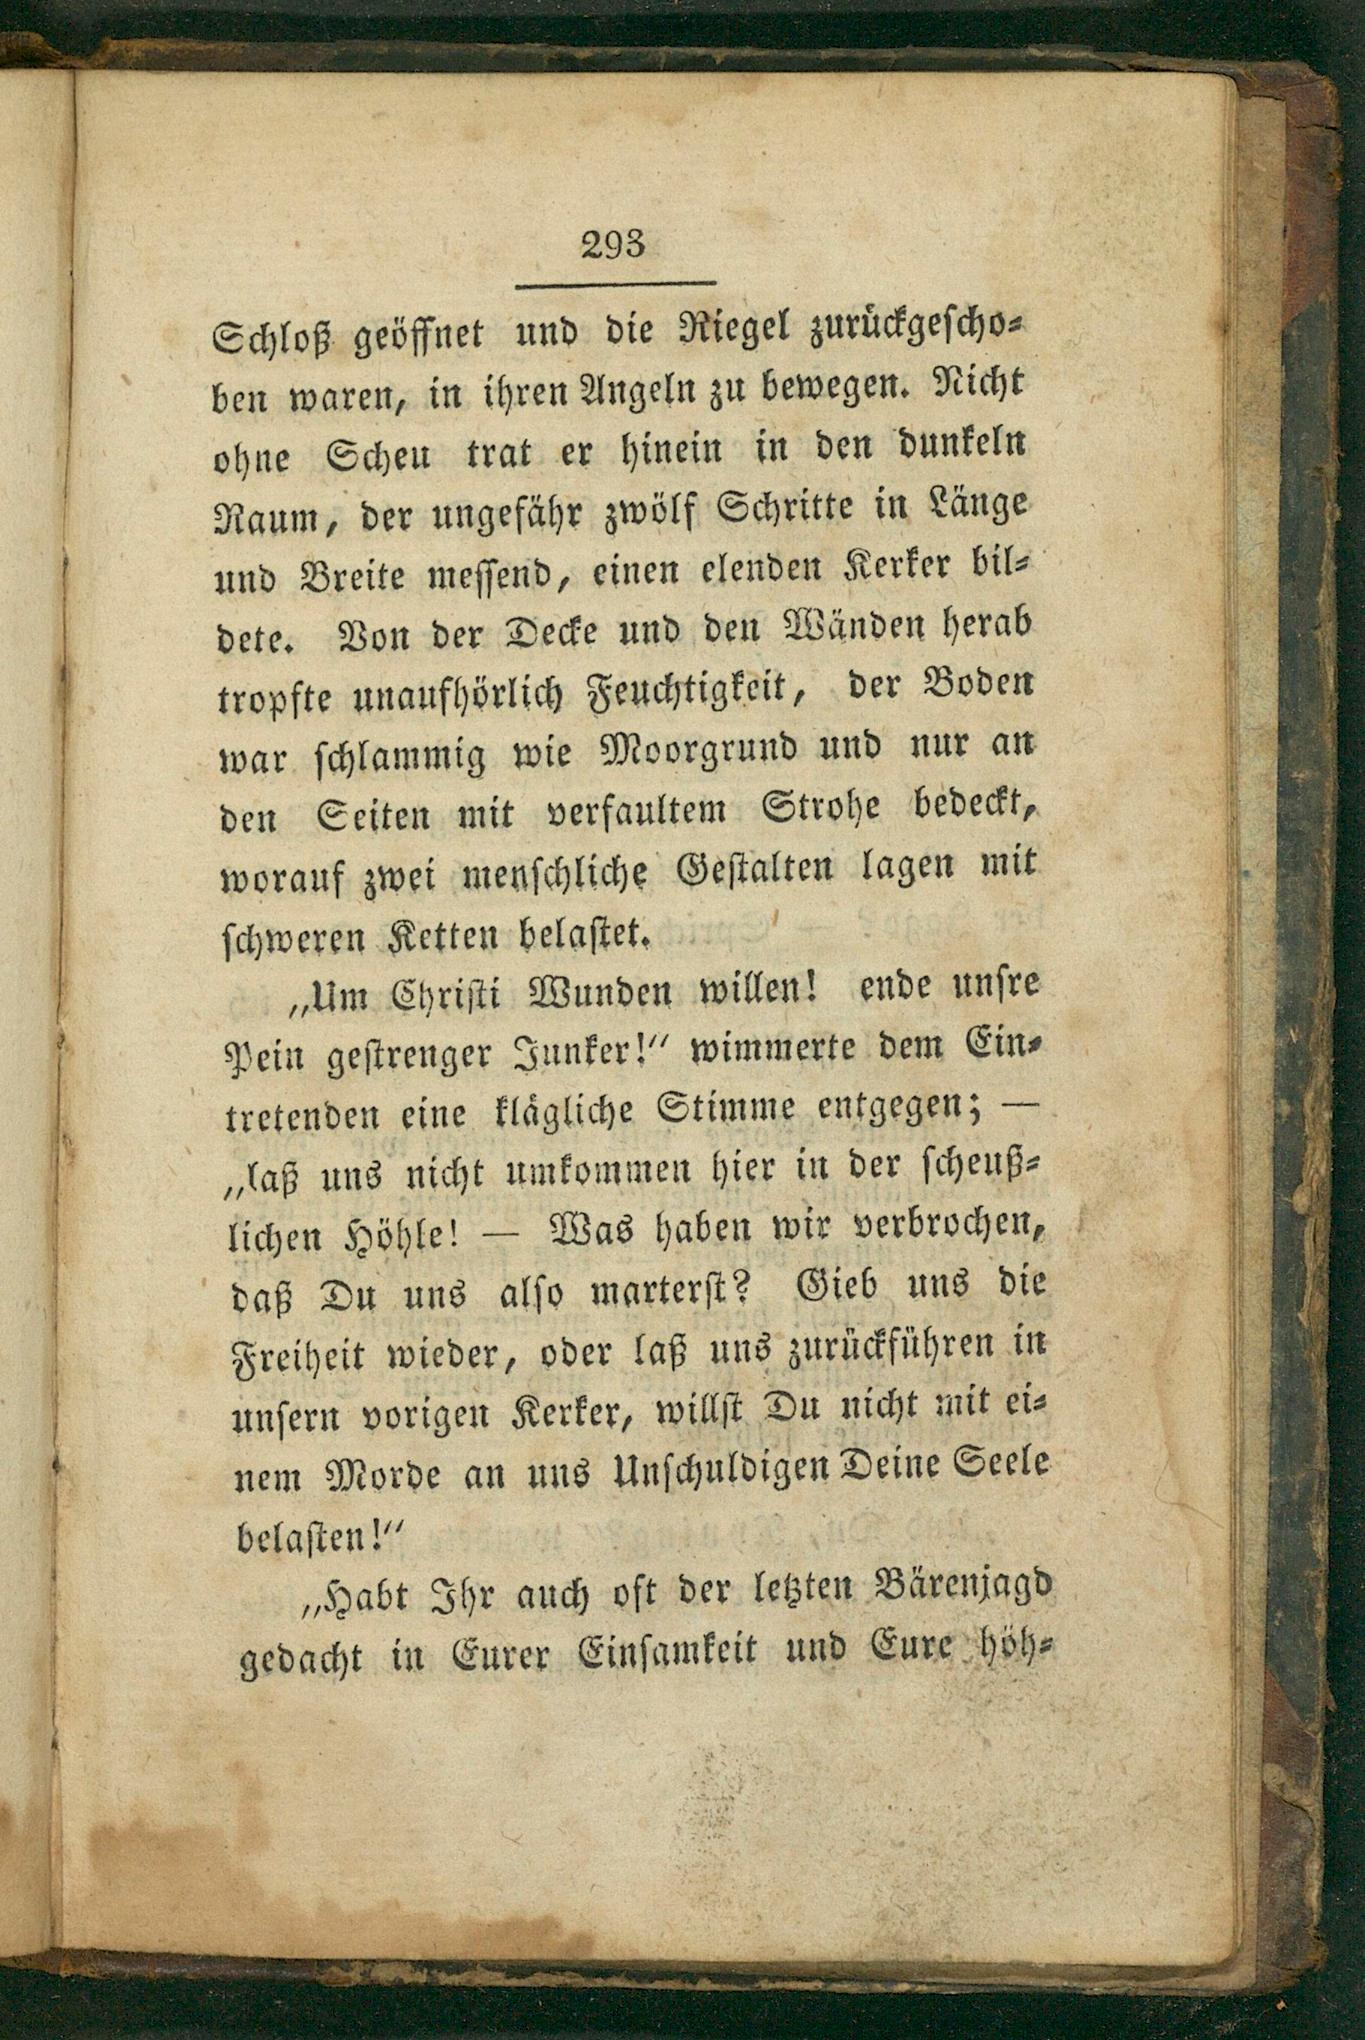 293
Schloß geöffnet und die Riegel zurückgescho-
ben waren, in ihren Angeln zu bewegen. Nicht
ohne Scheu trat er hinein in den dunkeln
Raum, der ungefähr zwölf Schritte in Länge
und Breite messend, einen elenden Kerker bil-
dete. Von der Decke und den Wänden herab
tropfte unaufhörlich Feuchtigkeit, der Boden
war schlammig wie Moorgrund und nur an
den Seiten mit verfaultem Strohe bedeckt,
worauf zwei menschliche Gestalten lagen mit
schweren Ketten belastet.
„Um Christi Wunden willen! ende unsre
Pein gestrenger Junker!“ wimmerte dem Ein-
tretenden eine klägliche Stimme entgegen; —
„laß uns nicht umkommen hier in der scheuß-
lichen Höhle! — Was haben wir verbrochen,
daß Du uns also marterst? Gieb uns die
Freiheit wieder, oder laß uns zurückführen in
unsern vorigen Kerker, willst Du nicht mit ei-
nem Morde an uns Unschuldigen Deine Seele
belasten!“
„Habt Ihr auch oft der letzten Bärenjagd
gedacht in Eurer Einsamkeit und Eure höh-